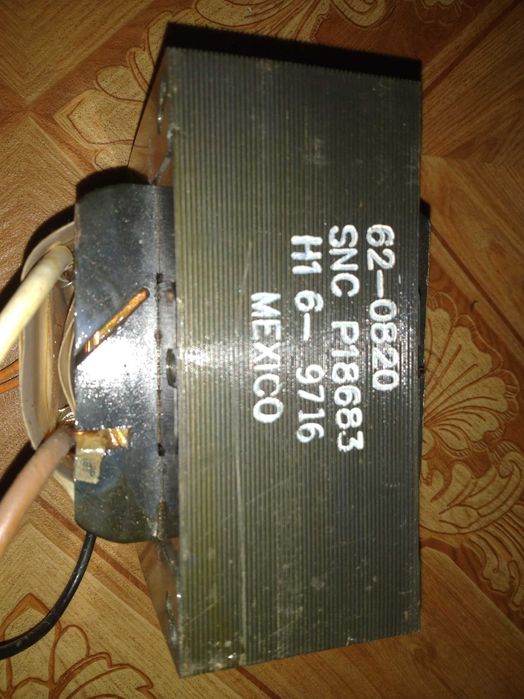 62-0820
SNC P18683
H1 6- 9716
MEXICO